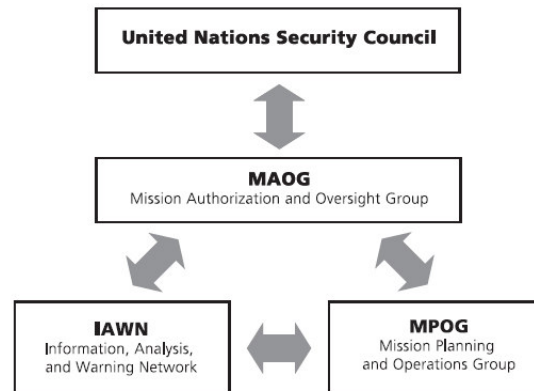 United Nations Security Council
MAOG
Mission Authorization and Oversight Group
IAWN
Information, Analysis,
and Warning Network
MPOG
Mission Planning
and Operations Group